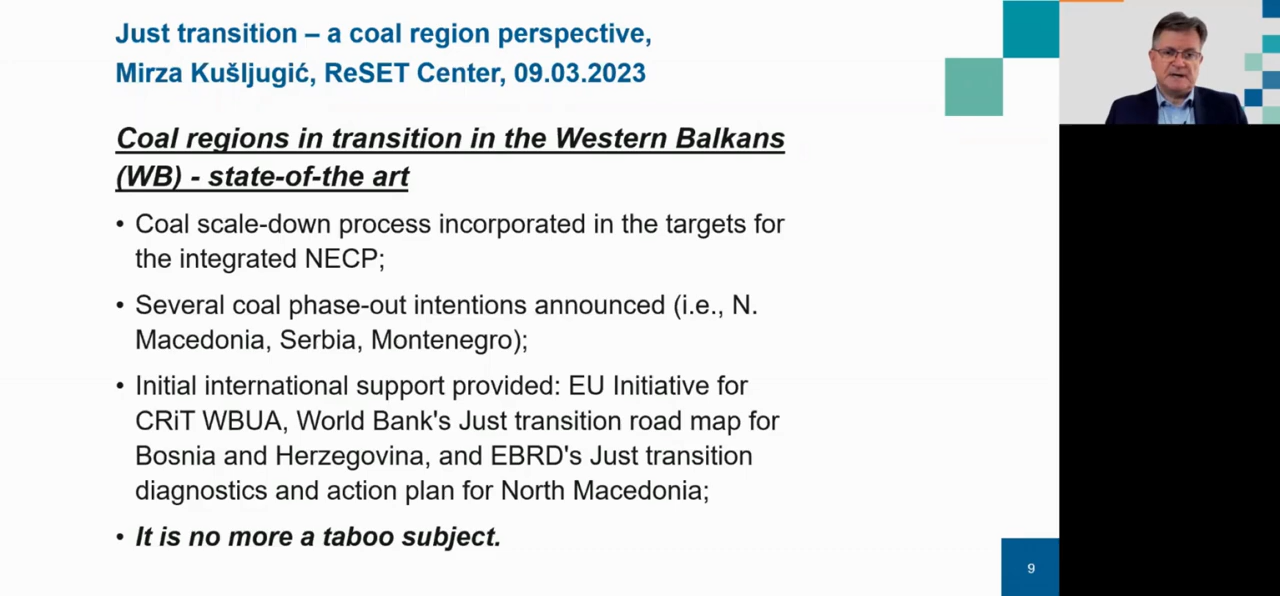 Just transition – a coal region perspective,
Mirza Kušljugić, ReSET Center, 09.03.2023
Coal regions in transition in the Western Balkans
(WB) - state-of-the art
• Coal scale-down process incorporated in the targets for
the integrated NECP;
• Several coal phase-out intentions announced (i.e., N.
Macedonia, Serbia, Montenegro);
• Initial international support provided: EU Initiative for
CRiT WBUA, World Bank's Just transition road map for
Bosnia and Herzegovina, and EBRD's Just transition
diagnostics and action plan for North Macedonia;
• It is no more a taboo subject.
9